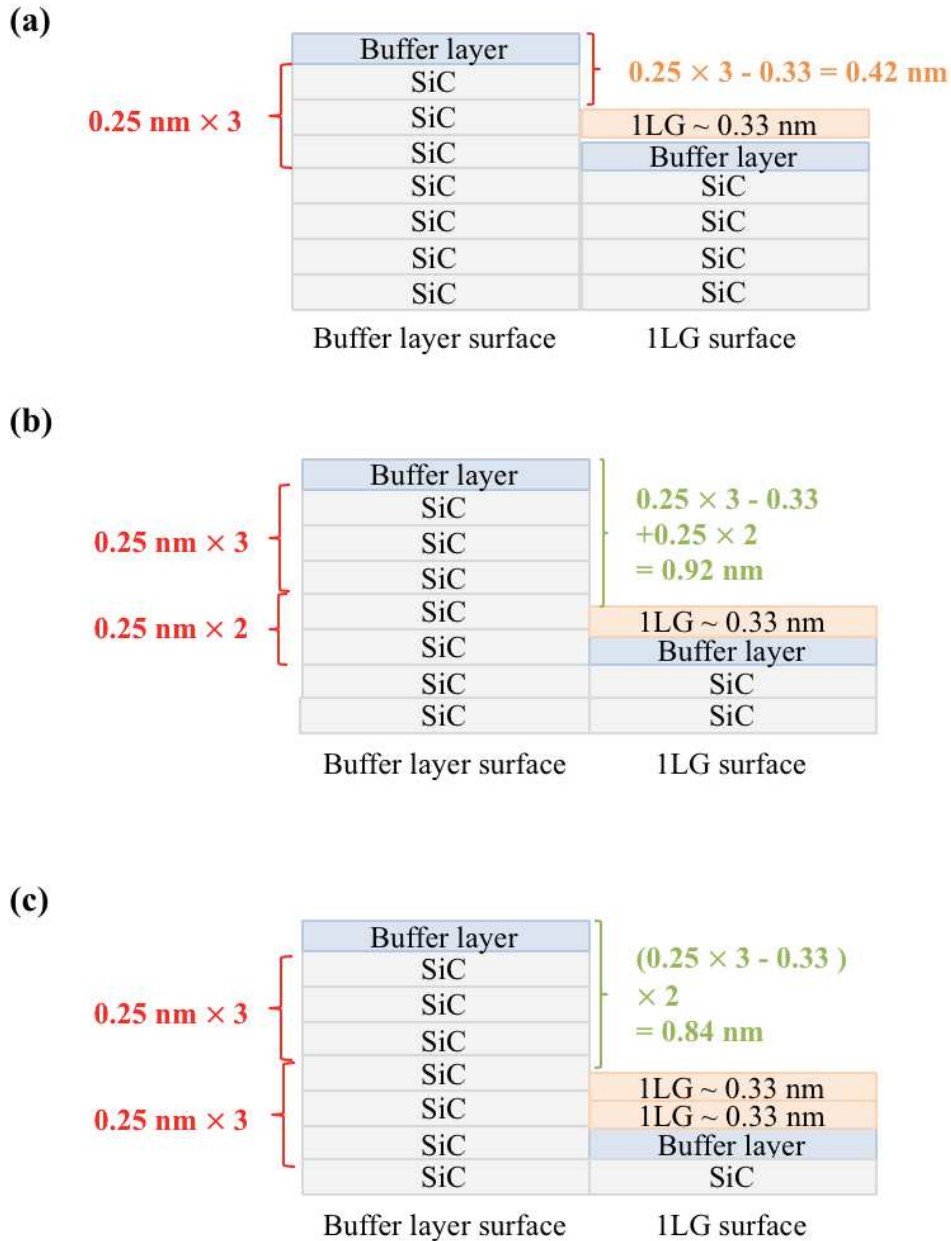 (a)
Buffer layer
SiC
0.25 × 3 - 0.33 = 0.42 nm
0.25 nm × 3
SiC
1LG ~ 0.33 nm
SiC
Buffer layer
SiC
SiC
SiC
SiC
SiC
SiC
SiC
SiC
Buffer layer surface
1LG surface
(b)
Buffer layer
0.25 × 3 - 0.33
+0.25 × 2
= 0.92 nm
SiC
0.25 nm × 3
SiC
SiC
0.25 nm × 2
SiC
1LG ~ 0.33 nm
SiC
Buffer layer
SiC
SiC
SiC
SiC
Buffer layer surface
1LG surface
(c)
Buffer layer
(0.25 × 3 - 0.33 )
× 2
= 0.84 nm
SiC
0.25 nm × 3
SiC
SiC
SiC
1LG ~ 0.33 nm
0.25 nm × 3
SiC
1LG ~ 0.33 nm
SiC
Buffer layer
SiC
SiC
Buffer layer surface
1LG surface